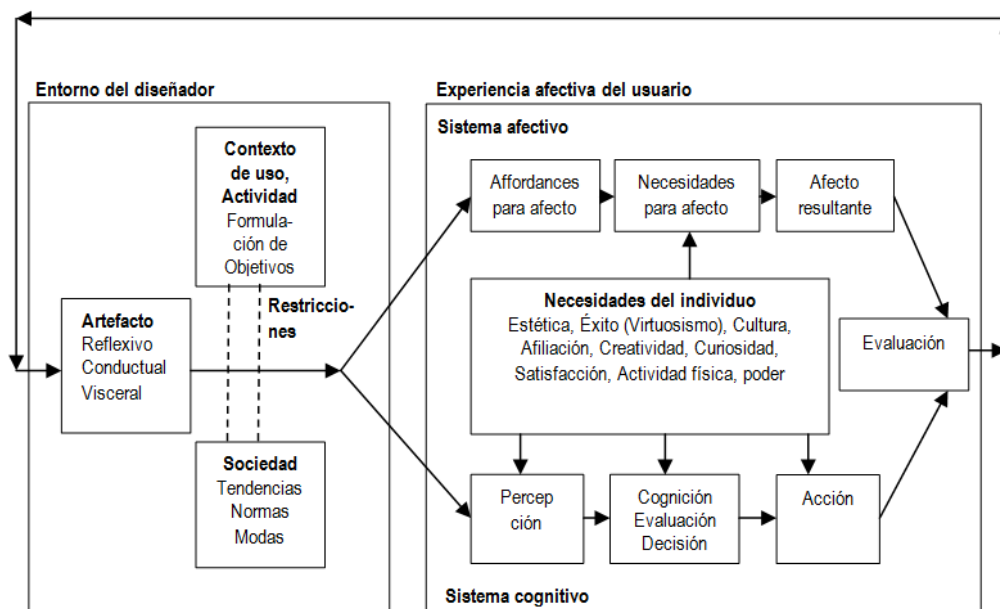 Entorno del diseñador
Contexto
de uso,
Actividad
Formula-
ción de
Objetivos
Restriccio-
nes
Artefacto
Reflexivo
Conductual
Visceral
Sociedad
Tendencias
Normas
Modas
Experiencia afectiva del usuario
Sistema afectivo
Affordances
para afecto
Necesidades
para afecto
Afecto
resultante
Necesidades del individuo
Estética, Éxito (Virtuosismo), Cultura,
Afiliación, Creatividad, Curiosidad,
Satisfacción, Actividad física, poder
Evaluación
Percep
ción
Cognición
Evaluación
Decisión
Acción
Sistema cognitivo